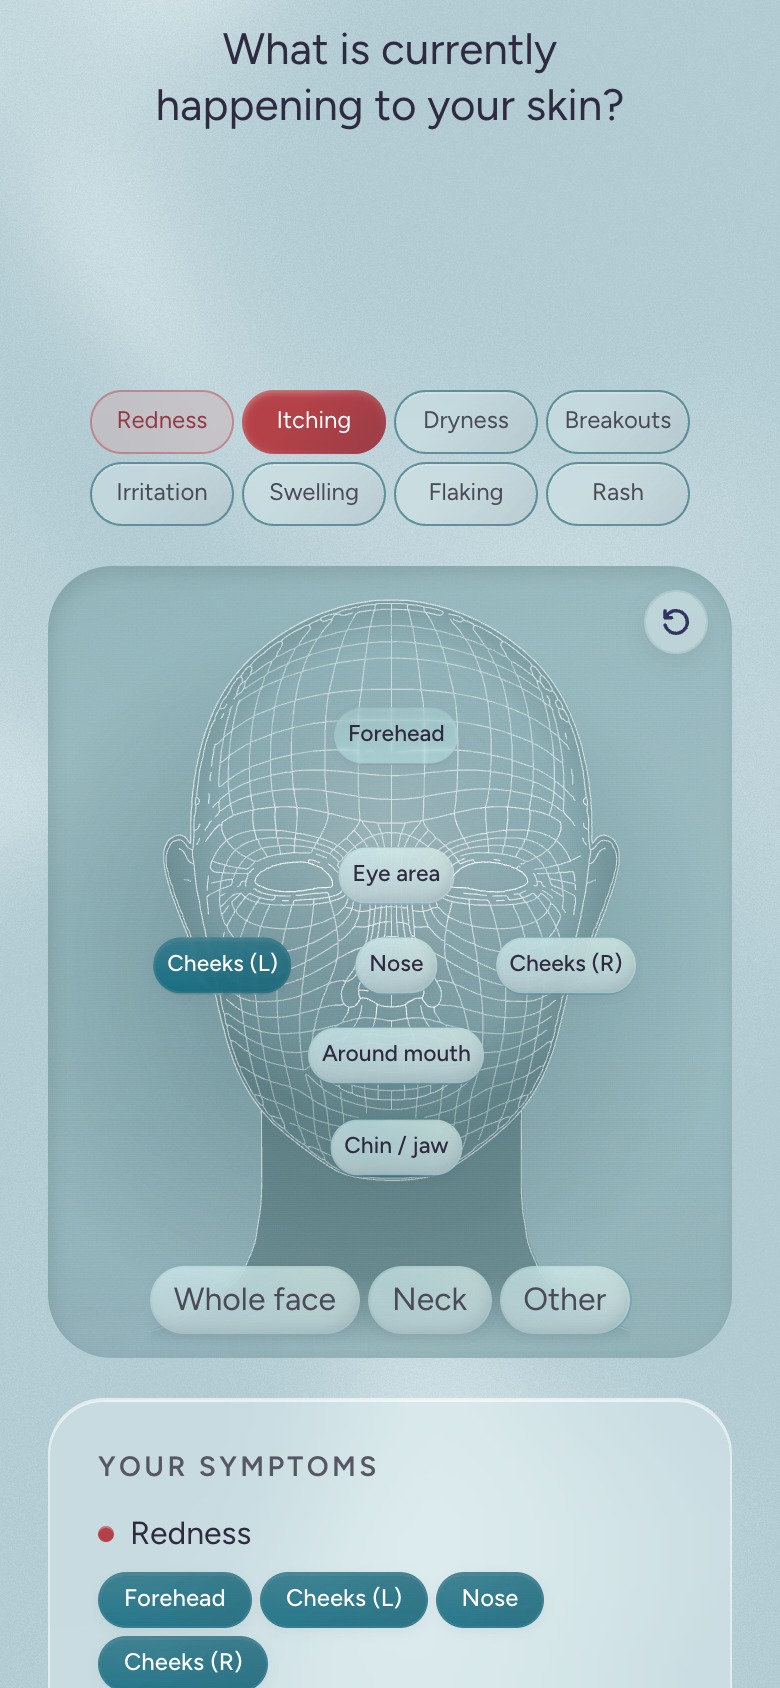 What is currently
happening to your skin?
Redness Itching Dryness Breakouts
Irritation Swelling Flaking Rash
Forehead
Eye area
Cheeks (L) Nose Cheeks (R)
Around mouth
Chin / jaw
Whole face Neck Other
YOUR SYMPTOMS
Redness
Forehead Cheeks (L) Nose
Cheeks (R)